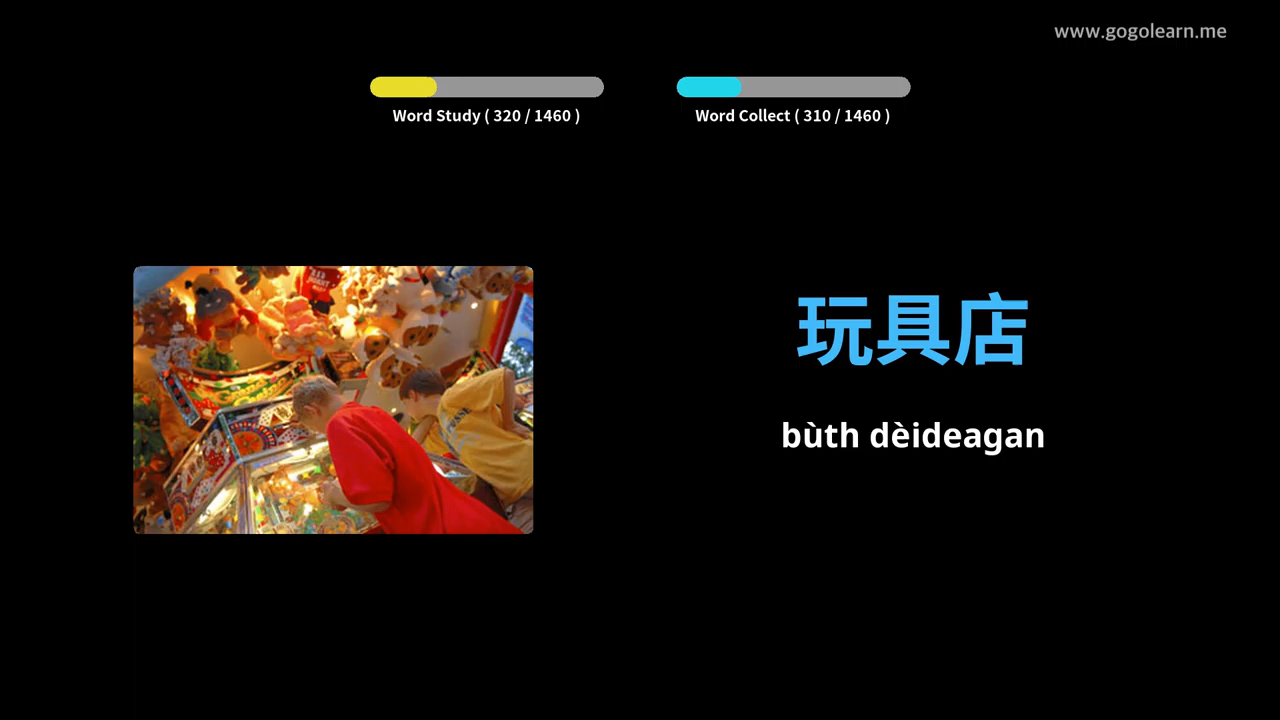 www.gogolearn.me
Word Study ( 320 / 1460 )
Word Collect ( 310 / 1460 )
玩具店
bùth dèideagan